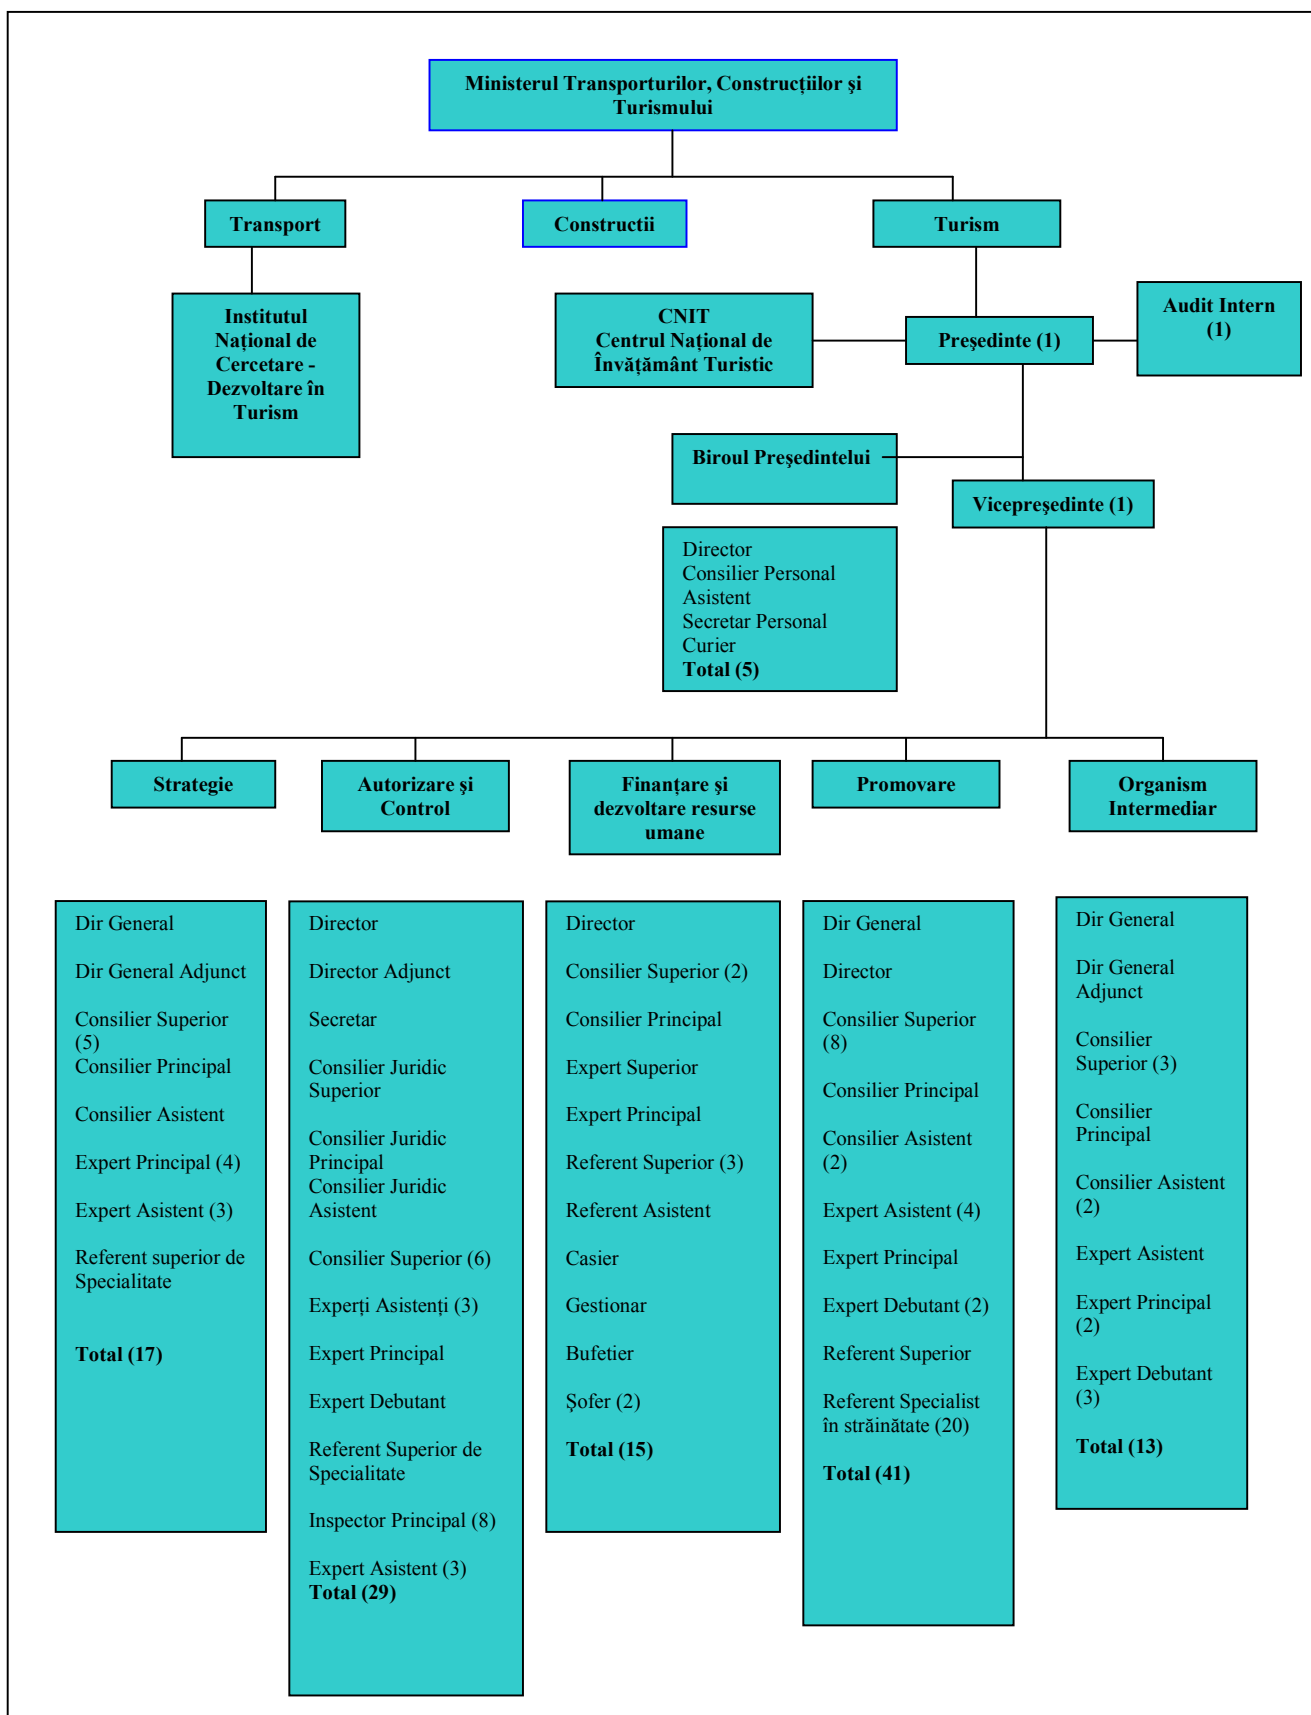 Ministerul Transporturilor, Construcțiilor şi
Turismului
Transport
Constructii
Turism
Institutul
Național de
Cercetare -
Dezvoltare în
Turism
CNIT
Centrul Național de
Învățământ Turistic
Preşedinte (1)
Audit Intern
(1)
Biroul Preşedintelui
Vicepreşedinte (1)
Director
Consilier Personal
Asistent
Secretar Personal
Curier
Total (5)
Strategie
Autorizare şi
Control
Finanțare şi
dezvoltare resurse
umane
Promovare
Organism
Intermediar
Dir General
Dir General Adjunct
Consilier Superior
(5)
Consilier Principal
Consilier Asistent
Expert Principal (4)
Expert Asistent (3)
Referent superior de
Specialitate
Total (17)
Director
Director Adjunct
Secretar
Consilier Juridic
Superior
Consilier Juridic
Principal
Consilier Juridic
Asistent
Consilier Superior (6)
Experți Asistenți (3)
Expert Principal
Expert Debutant
Referent Superior de
Specialitate
Inspector Principal (8)
Expert Asistent (3)
Total (29)
Director
Consilier Superior (2)
Consilier Principal
Expert Superior
Expert Principal
Referent Superior (3)
Referent Asistent
Casier
Gestionar
Bufetier
Şofer (2)
Total (15)
Dir General
Director
Consilier Superior
(8)
Consilier Principal
Consilier Asistent
(2)
Expert Asistent (4)
Expert Principal
Expert Debutant (2)
Referent Superior
Referent Specialist
în străinătate (20)
Total (41)
Dir General
Dir General
Adjunct
Consilier
Superior (3)
Consilier
Principal
Consilier Asistent
(2)
Expert Asistent
Expert Principal
(2)
Expert Debutant
(3)
Total (13)